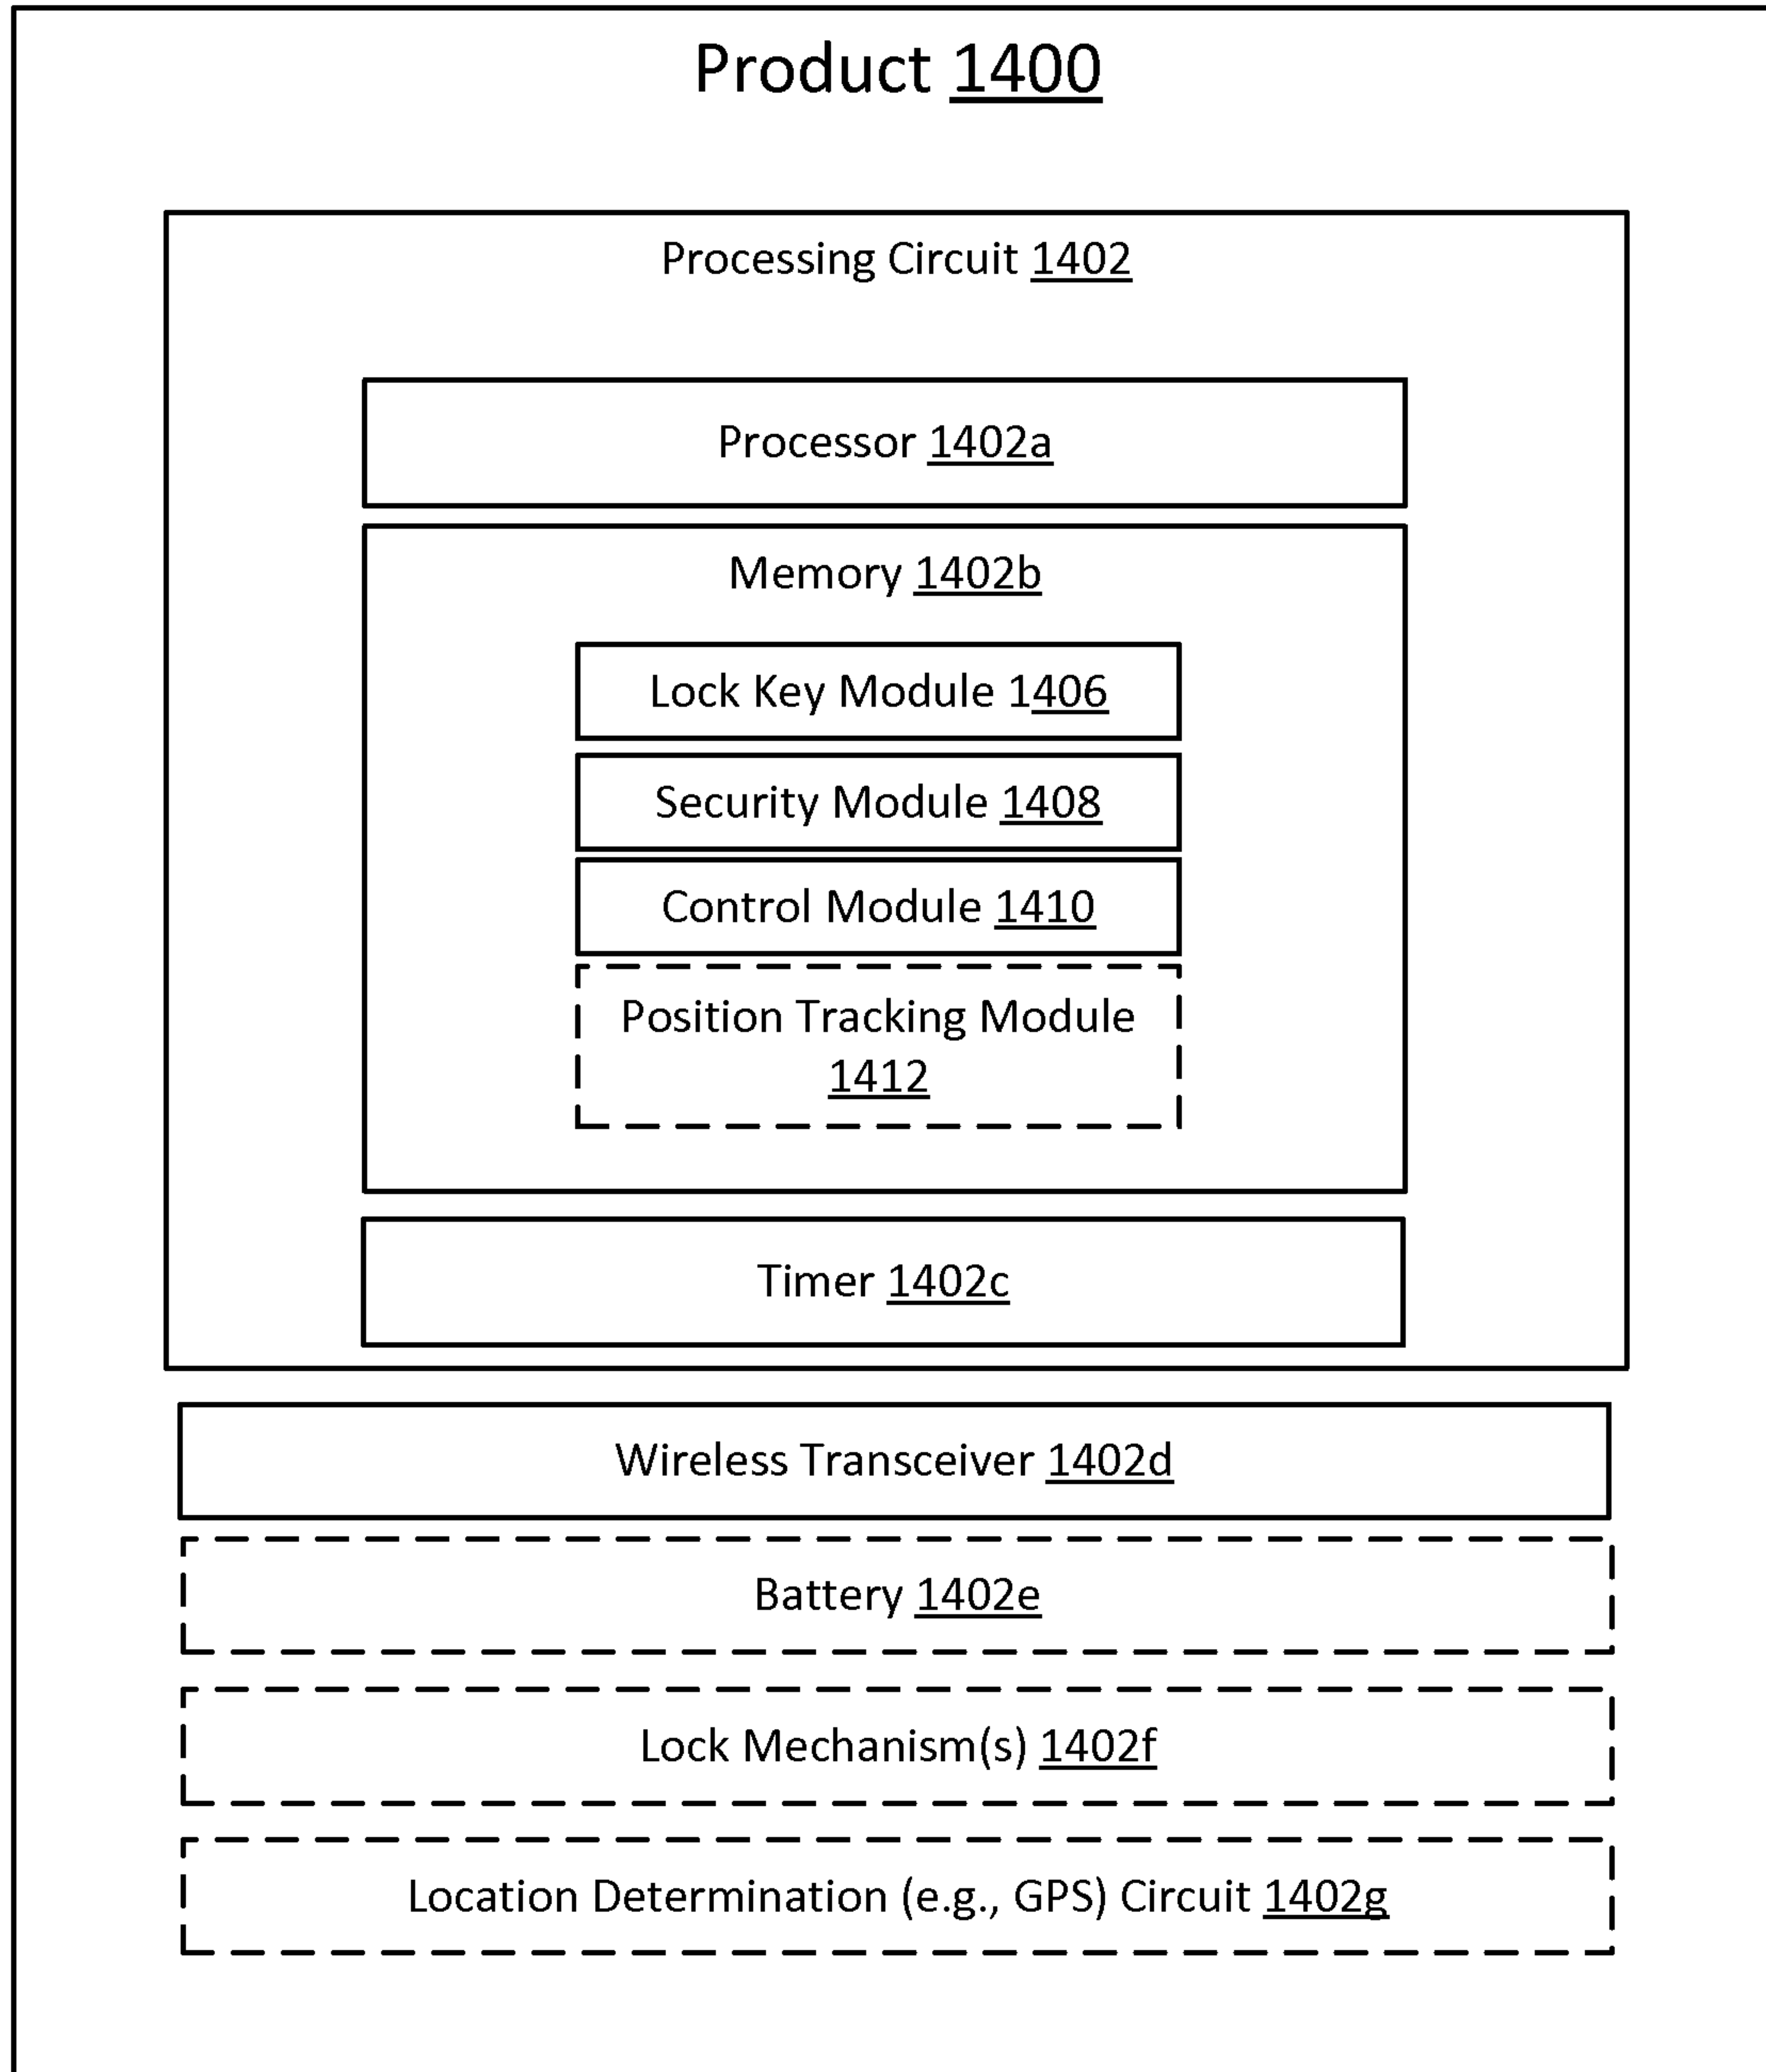 Product 1400
Processing Circuit 1402
Processor 1402a
Memory 1402b
Lock Key Module 1406
Security Module 1408
Control Module 1410
Position Tracking Module
1412
Timer 1402c
Wireless Transceiver 1402d
Battery 1402e
Lock Mechanism(s) 1402f
Location Determination (e.g., GPS) Circuit 1402g